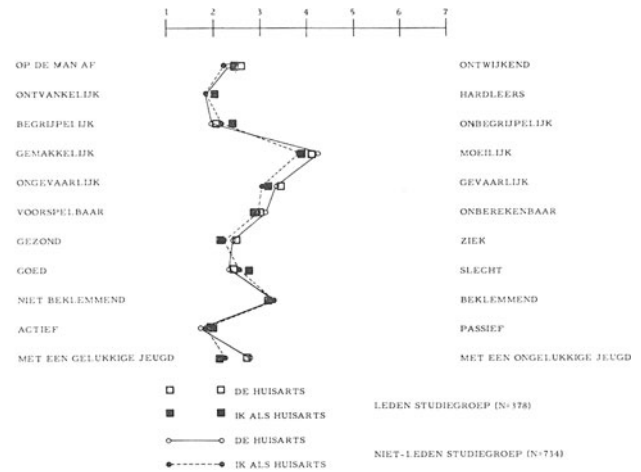 1 2 3 4 5 6 7
OP DE MAN AF ONTWIJKEND
ONTVANKELIJK HARDLEERS
BEGRIJPELIJK ONBEGRIJPELIJK
GEMAKKELIJK MOEILIJK
ONGEVAARLIJK GEVAARLIJK
VOORSPELBAAR ONBEREKENBAAR
GEZOND ZIEK
GOED SLECHT
NIET BEKLEMMEND BEKLEMMEND
ACTIEF PASSIEF
MET EEN GELUKKIGE JEUGD MET EEN ONGELUKKIGE JEUGD
DE HUISARTS
IK ALS HUISARTS
LEDEN STUDIEGROEP (N=378)
DE HUISARTS
IK ALS HUISARTS
NIET-LEDEN STUDIEGROEP (N=734)